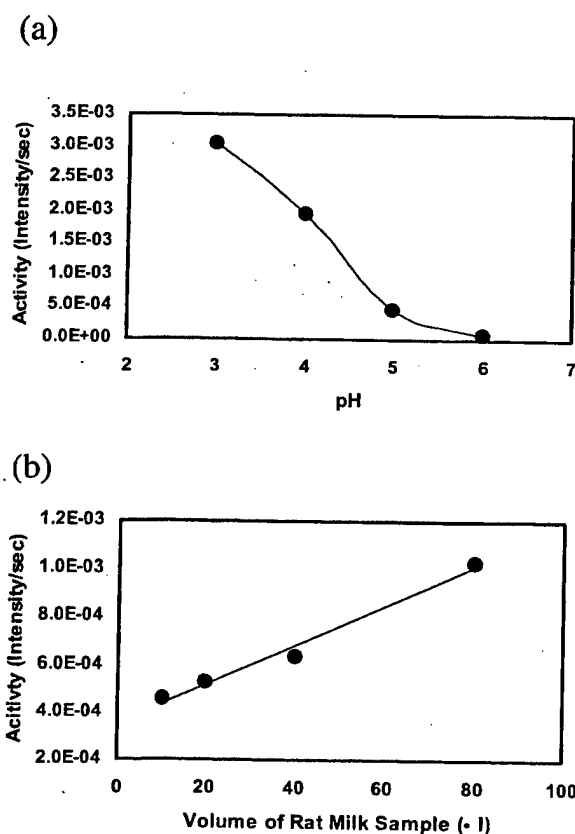 (a)
3.5E-03
3.0E-03
2.5E-03
2.0E-03
1.5E-03
1.0E-03
5.0E-04
0.0E+00
Activity (Intensity/sec)
2 3 4 5 6 7
pH
(b)
1.2E-03
1.0E-03
8.0E-04
6.0E-04
4.0E-04
2.0E-04
Acitivty (Intensity/sec)
0 20 40 60 80 100
Volume of Rat Milk Sample (• l)